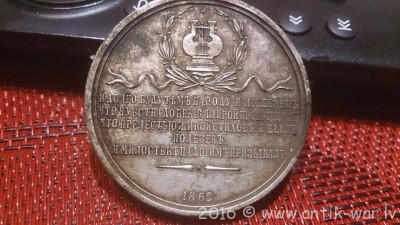 И ДОЛГО БУДУ ТѢМЪ НАРОДУ Я ЛЮБЕЗЕНЪ
ЧТО ЧУВСТВА ДОБРЫЯ Я ЛИРОЙ
ЧТО ПРЕЛЕСТЬЮ ЖИВОЙ СТИХОВЪ Я БЫЛЪ
ПОЛЕЗЕНЪ
И МИЛОСТЬ КЪ ПАДШИМЪ ПРИЗЫВАЛЪ
1862
2016 © www.antik-war.lv